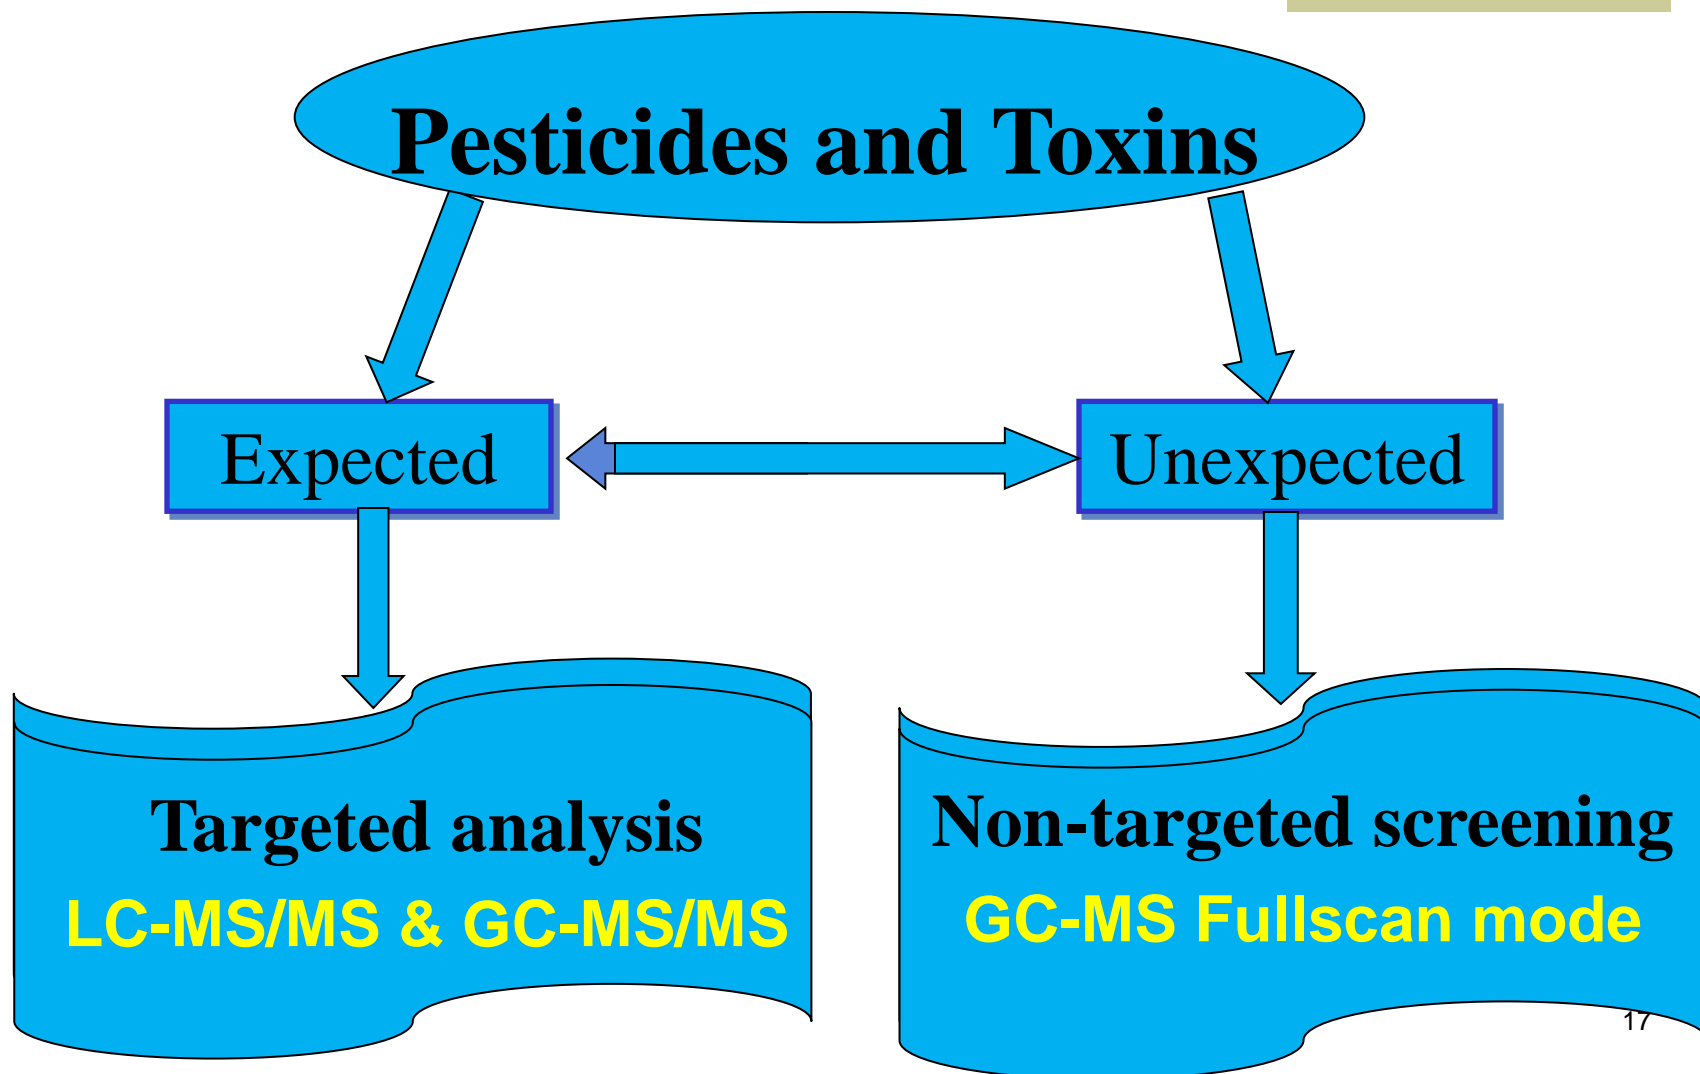 Pesticides and Toxins
Expected
Unexpected
Targeted analysis
LC-MS/MS & GC-MS/MS
Non-targeted screening
GC-MS Fullscan mode
17